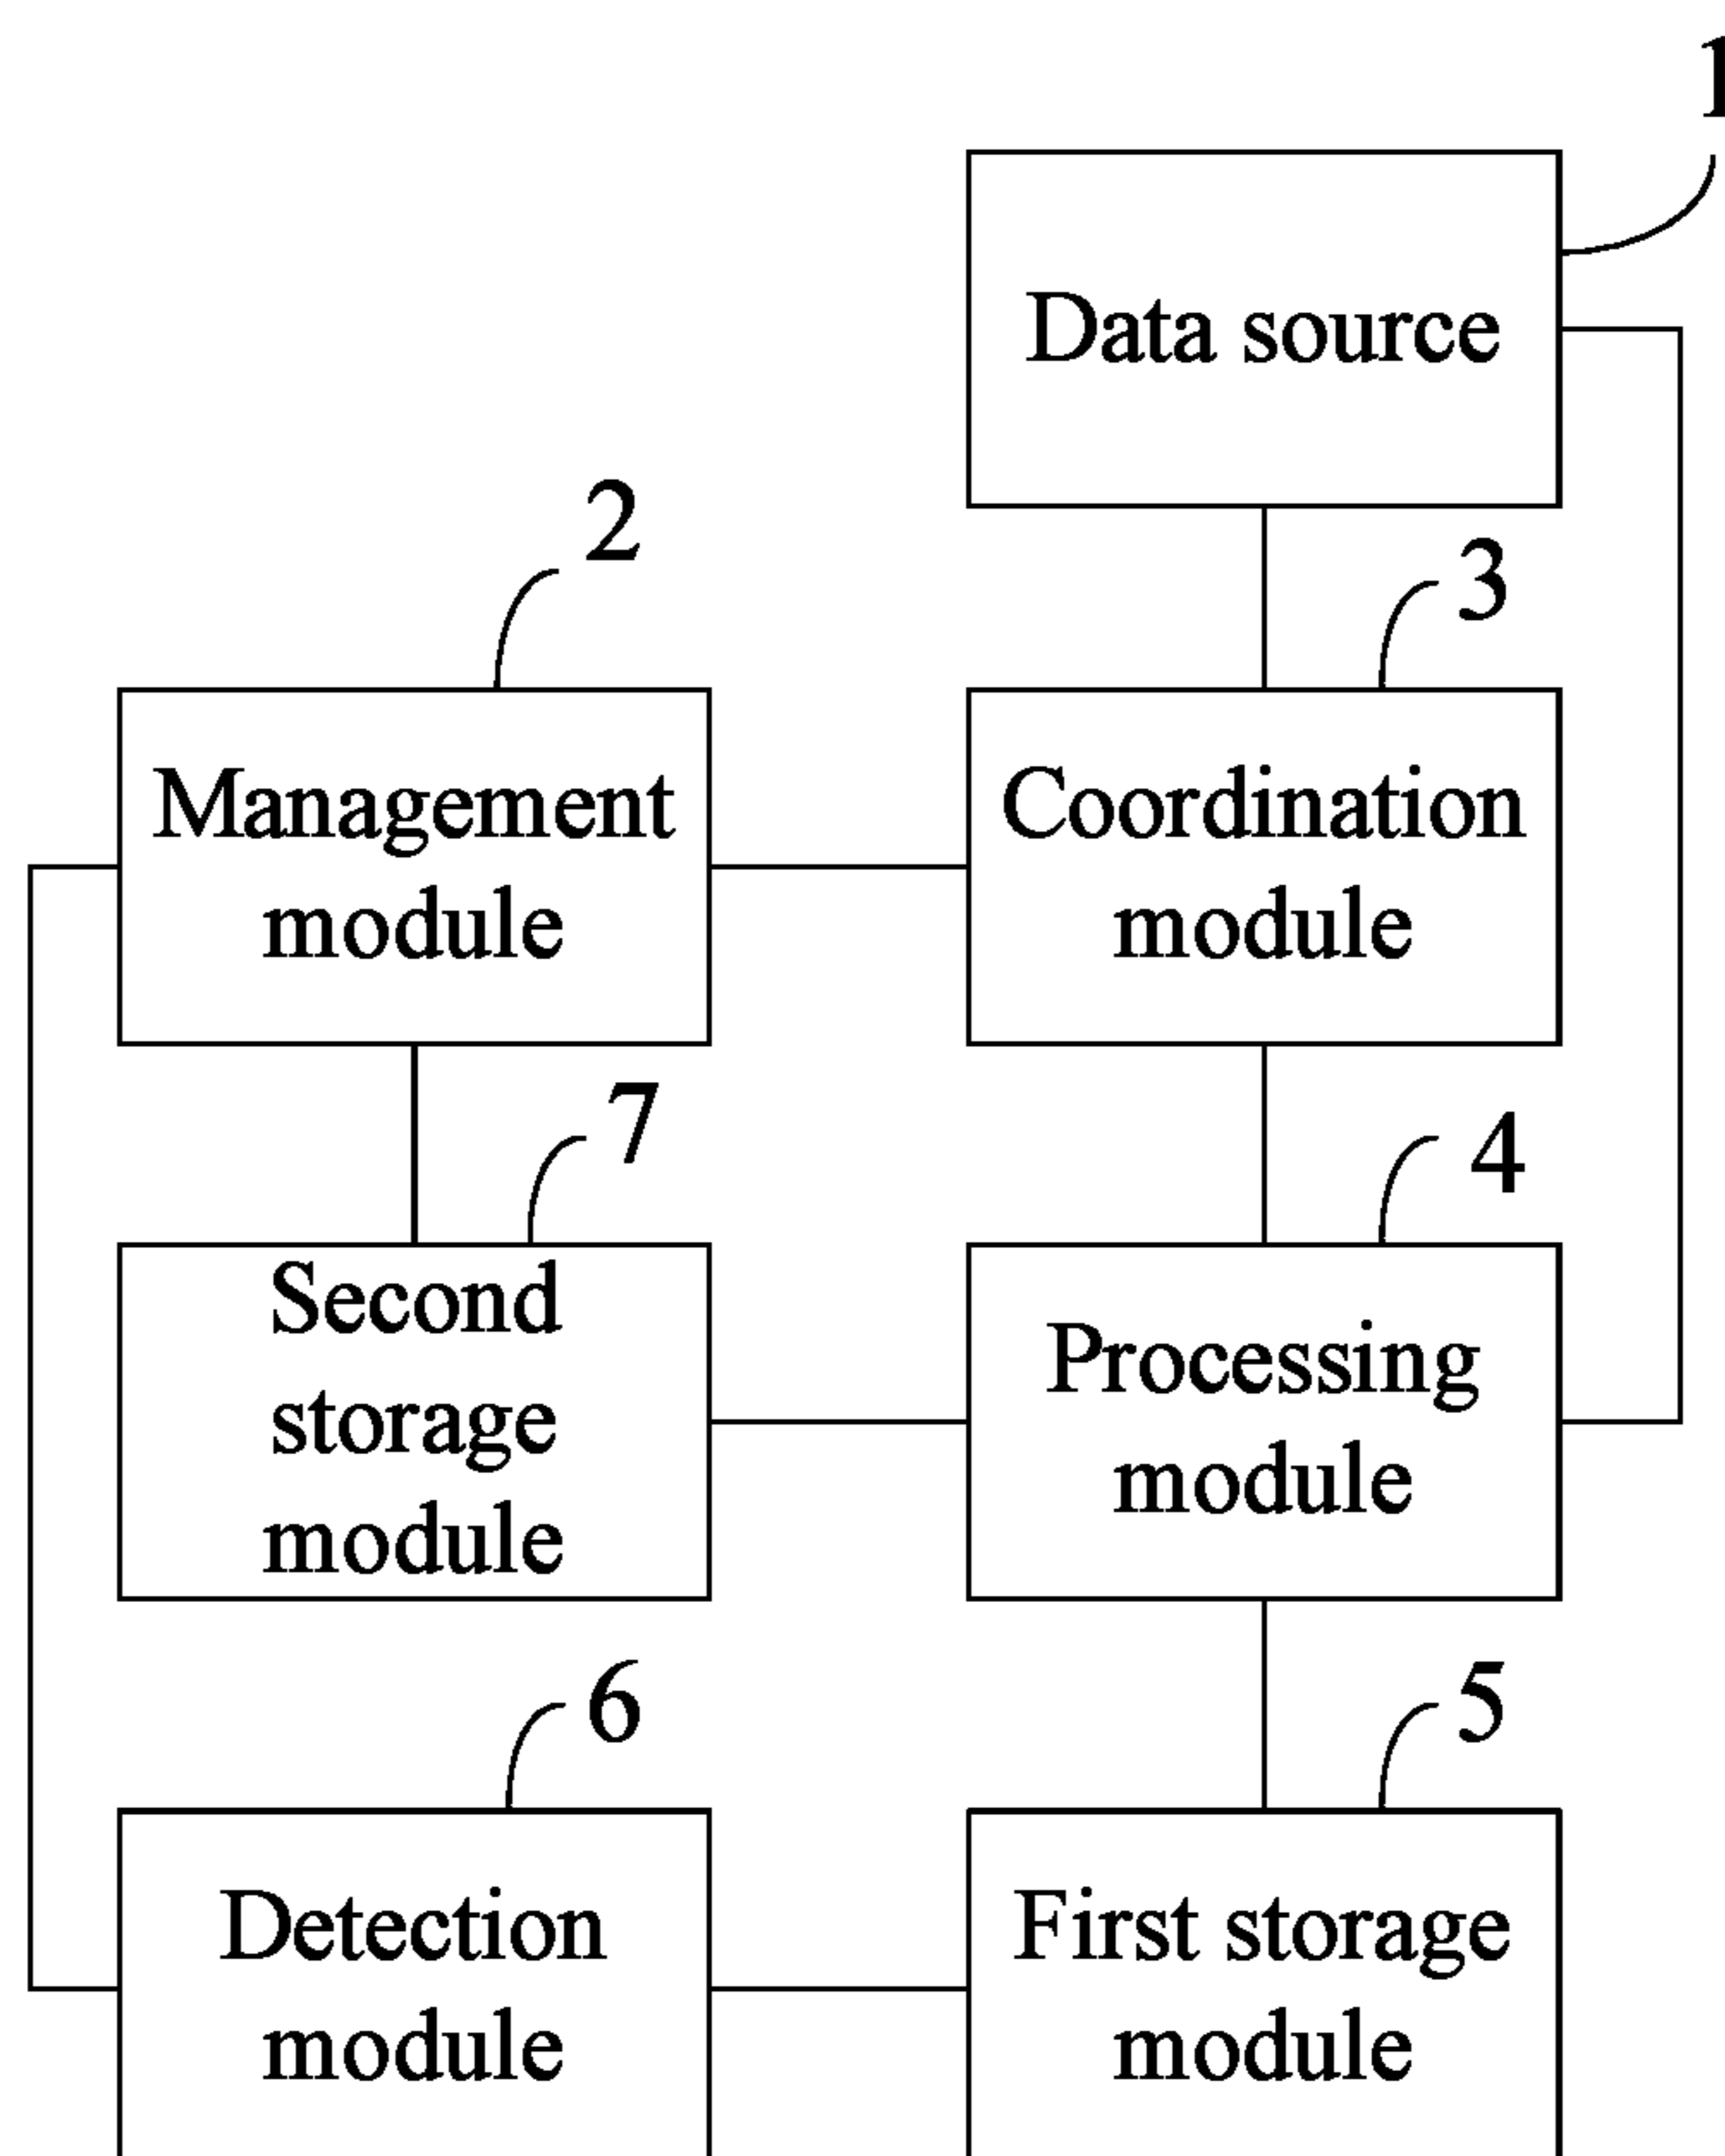 1
Data source
2
3
Management
module
Coordination
module
7
4
Second
storage
module
Processing
module
6
5
Detection
module
First storage
module